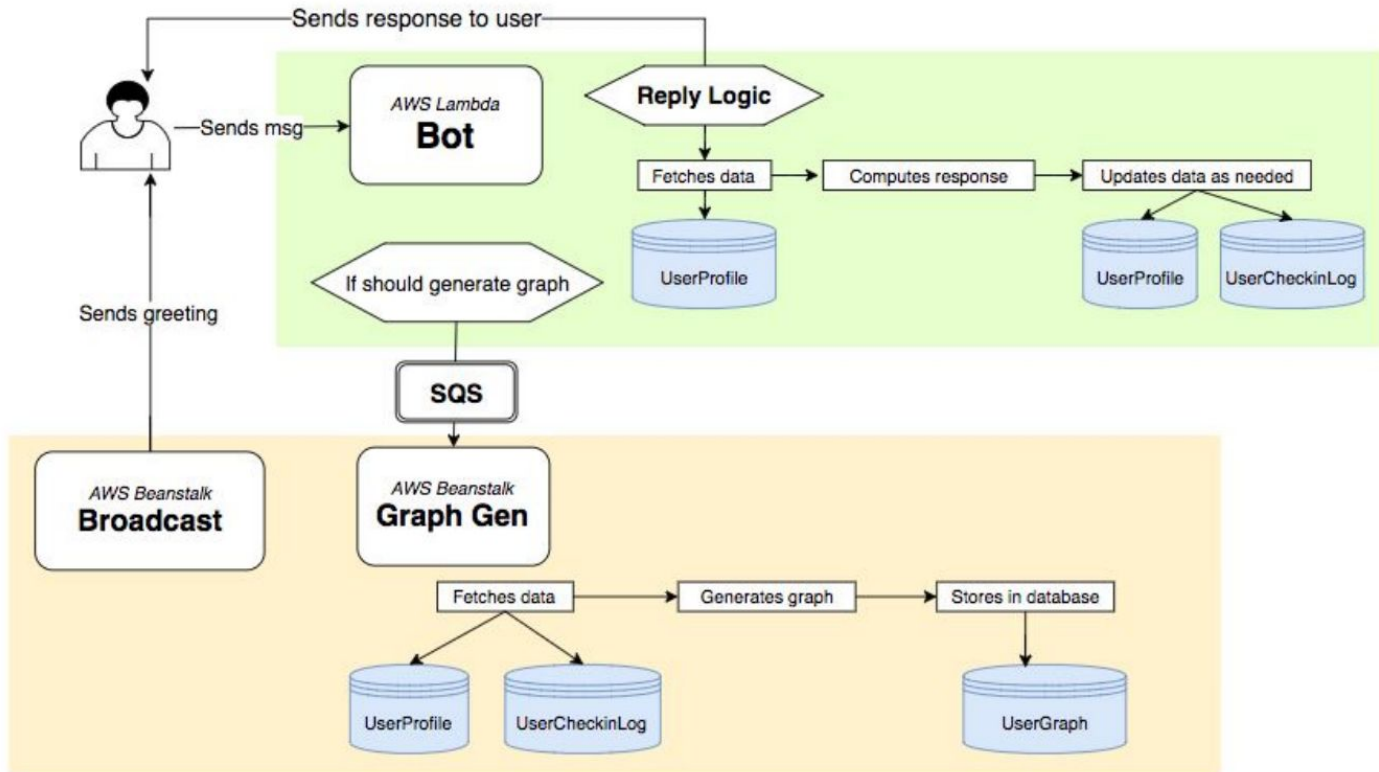 Sends response to user
AWS Lambda
Bot
Reply Logic
Sends msg
Fetches data
Computes response
Updates data as needed
UserProfile
UserProfile
UserCheckinLog
If should generate graph
Sends greeting
SQS
AWS Beanstalk
Broadcast
AWS Beanstalk
Graph Gen
Fetches data
Generates graph
Stores in database
UserProfile
UserCheckinLog
UserGraph